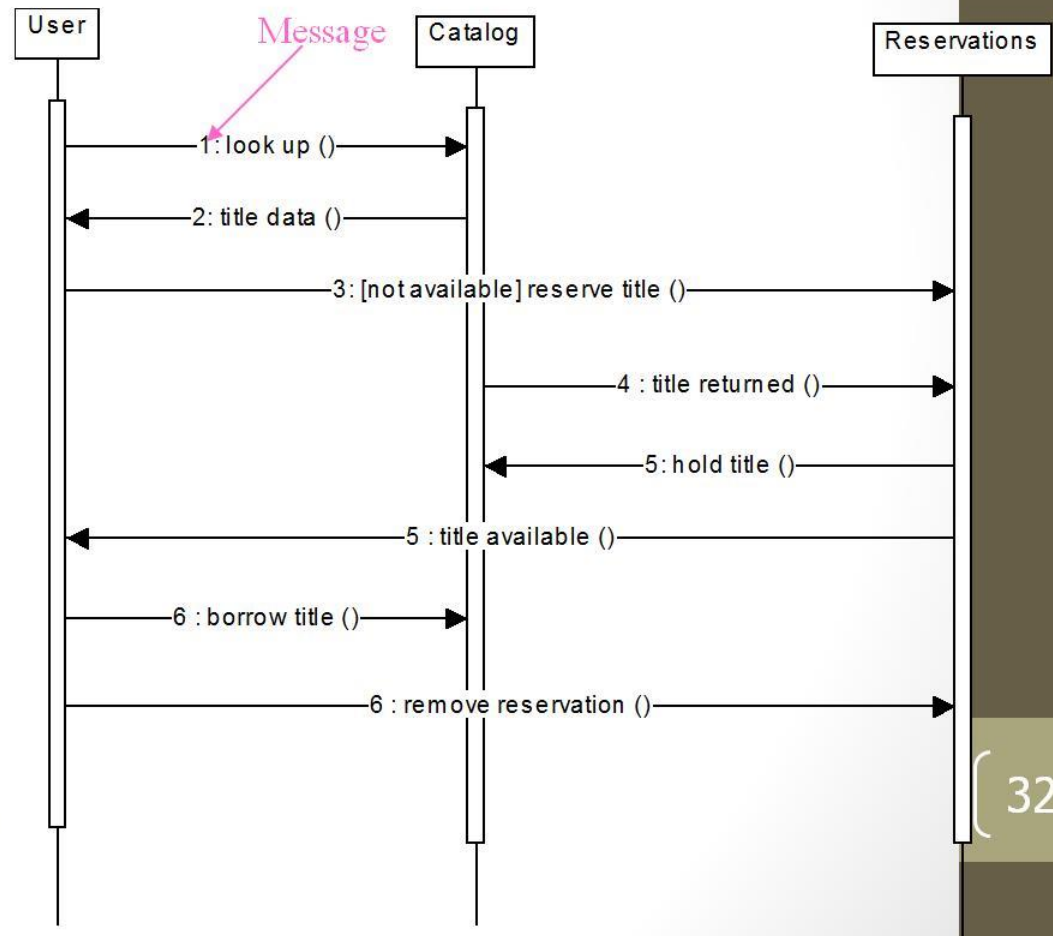 User
Message
Catalog
Reservations
1: look up ()
2: title data ()
3: [not available] reserve title ()
4 : title returned ()
5: hold title ()
5 : title available ()
6 : borrow title ()
6 : remove reservation ()
32